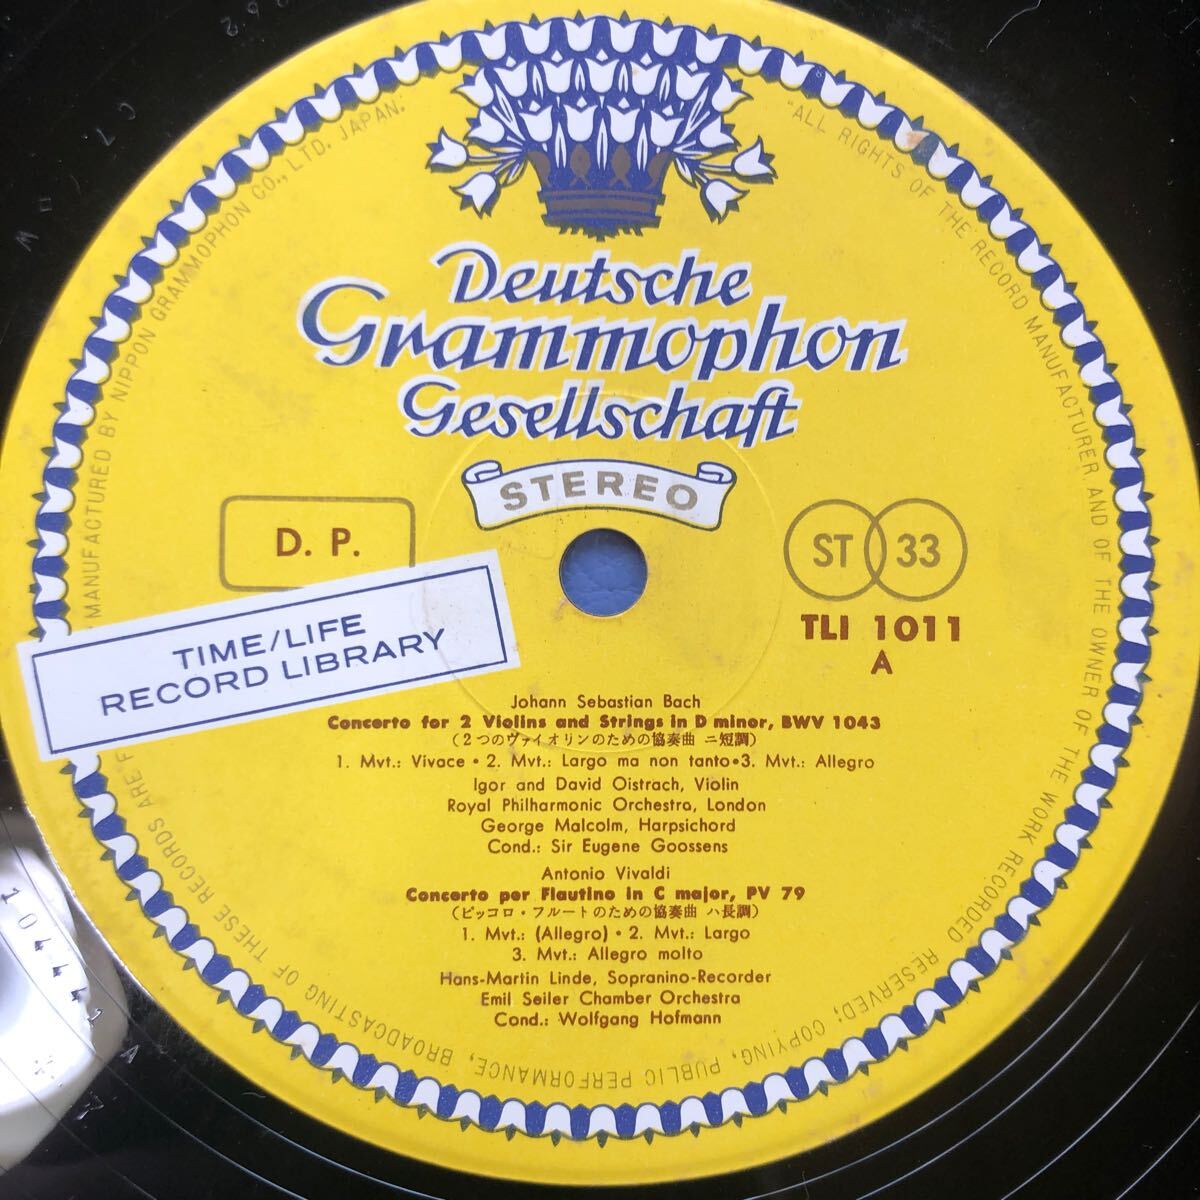 Deutsche
Grammophon
Gesellschaft
STEREO
D. P.
ST 33
TLI 1011
A
TIME/LIFE
RECORD LIBRARY
Johann Sebastian Bach
Concerto for 2 Violins and Strings in D minor, BWV 1043
(2つのヴァイオリンのための協奏曲 ニ短調)
1. Mvt.: Vivace • 2. Mvt.: Largo ma non tanto•3. Mvt.: Allegro
Igor and David Oistrach, Violin
Royal Philharmonic Orchestra, London
George Malcolm, Harpsichord
Cond.: Sir Eugene Goossens
Antonio Vivaldi
Concerto per Flautino in C major, PV 79
(ピッコロ・フルートのための協奏曲 ハ長調)
1. Mvt.: (Allegro) • 2. Mvt.: Largo
3. Mvt.: Allegro molto
Hans-Martin Linde, Sopranino-Recorder
Emil Seiler Chamber Orchestra
Cond.: Wolfgang Hofmann
"ALL RIGHTS OF THE RECORD MANUFACTURER AND OF THE OWNER OF THE WORK RECORDED RESERVED; COPYING, PUBLIC PERFORMANCE, BROADCASTING OF THESE RECORDS ARE F
MANUFACTURED BY NIPPON GRAMMOPHON CO., LTD. JAPAN."